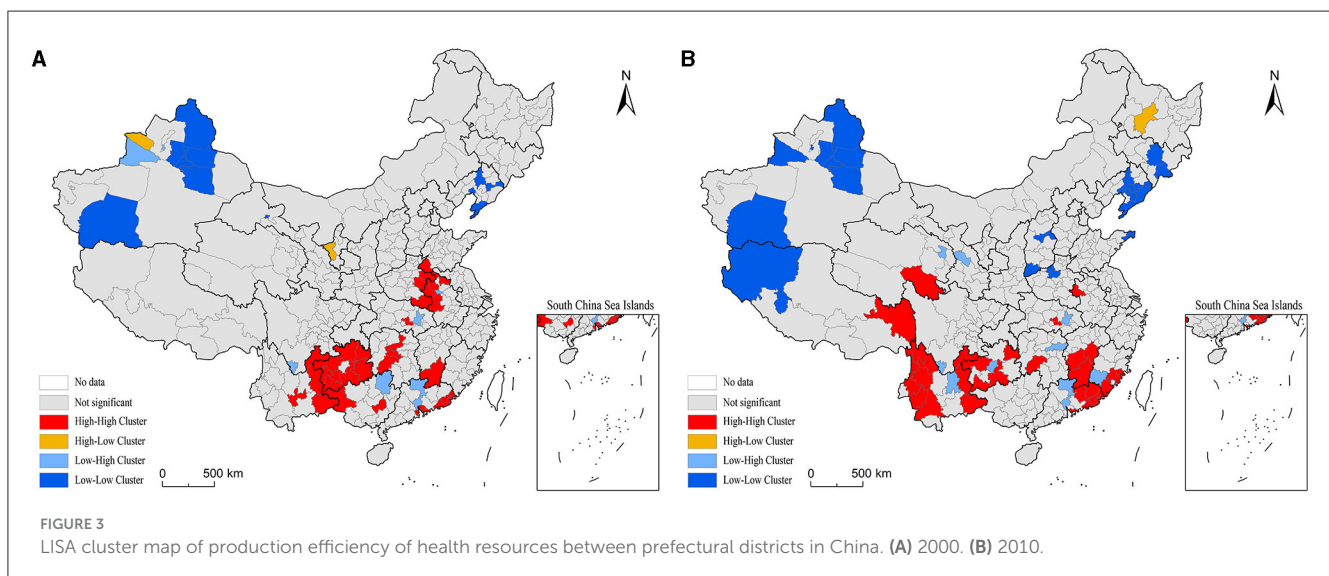 A
N
No data
Not significant
High-High Cluster
High-Low Cluster
Low-High Cluster
Low-Low Cluster
0 500 km
South China Sea Islands
B
N
No data
Not significant
High-High Cluster
High-Low Cluster
Low-High Cluster
Low-Low Cluster
0 500 km
South China Sea Islands
FIGURE 3
LISA cluster map of production efficiency of health resources between prefectural districts in China. (A) 2000. (B) 2010.